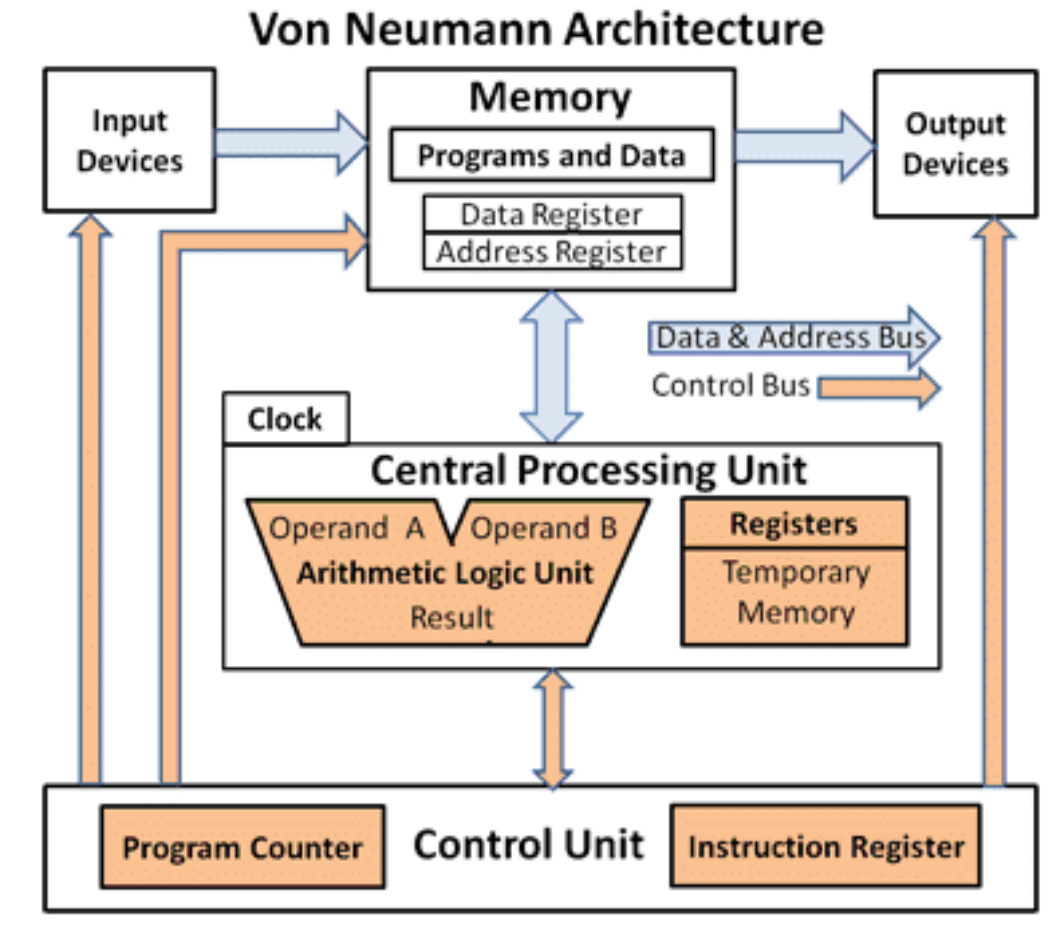 Von Neumann Architecture
Input
Devices
Memory
Programs and Data
Data Register
Address Register
Output
Devices
Data & Address Bus
Control Bus
Clock
Central Processing Unit
Operand A
Operand B
Arithmetic Logic Unit
Result
Registers
Temporary
Memory
Program Counter
Control Unit
Instruction Register